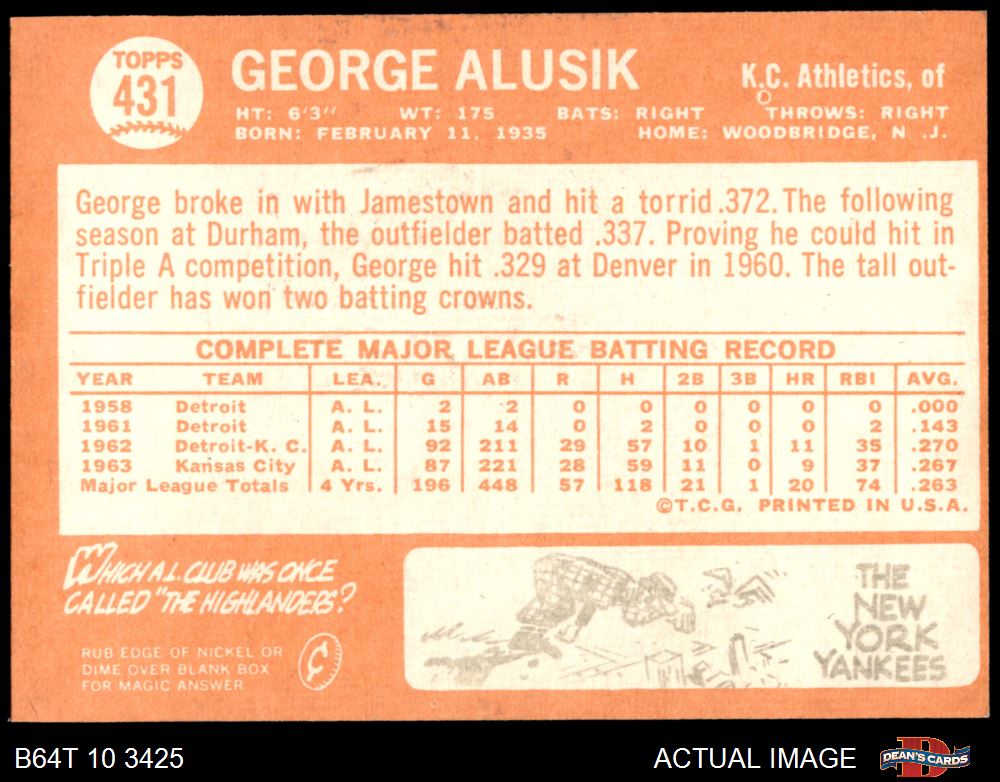 TOPPS
431
GEORGE ALUSIK
K.C. Athletics, of
HT: 6'3" WT: 175 BATS: RIGHT THROWS: RIGHT
BORN: FEBRUARY 11, 1935 HOME: WOODBRIDGE, N .J.
George broke in with Jamestown and hit a torrid .372. The following
season at Durham, the outfielder batted .337. Proving he could hit in
Triple A competition, George hit .329 at Denver in 1960. The tall out-
fielder has won two batting crowns.
COMPLETE MAJOR LEAGUE BATTING RECORD
YEAR TEAM LEA. G AB R H 2B 3B HR RBI AVG.
1958 Detroit A. L. 2 2 0 0 0 0 0 0 .000
1961 Detroit A. L. 15 14 0 2 0 0 0 2 .143
1962 Detroit-K. C. A. L. 92 211 29 57 10 1 11 35 .270
1963 Kansas City A. L. 87 221 28 59 11 0 9 37 .267
Major League Totals 4 Yrs. 196 448 57 118 21 1 20 74 .263
©T.C.G. PRINTED IN U.S.A.
WHICH A.L. CLUB WAS ONCE
CALLED "THE HIGHLANDERS"?
RUB EDGE OF NICKEL OR
DIME OVER BLANK BOX
FOR MAGIC ANSWER
¢
THE
NEW
YORK
YANKEES
B64T 10 3425
ACTUAL IMAGE
DEAN'S CARDS